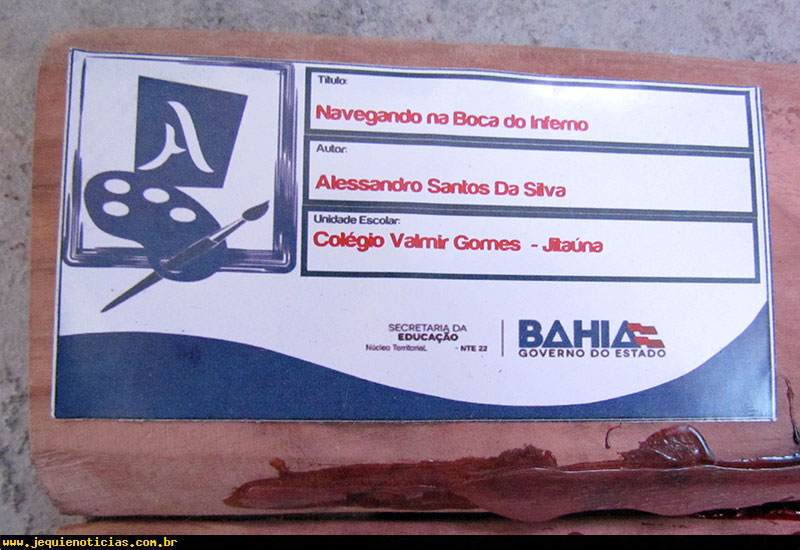 Titulo:
Navegando na Boca do Inferno
Autor:
Alessandro Santos Da Silva
Unidade Escolar:
Colégio Valmir Gomes - Jitaúna
SECRETARIA DA
EDUCAÇÃO
Núcleo Territorial. - NTE 22
BAHIA
GOVERNO DO ESTADO
www.jequienoticias.com.br